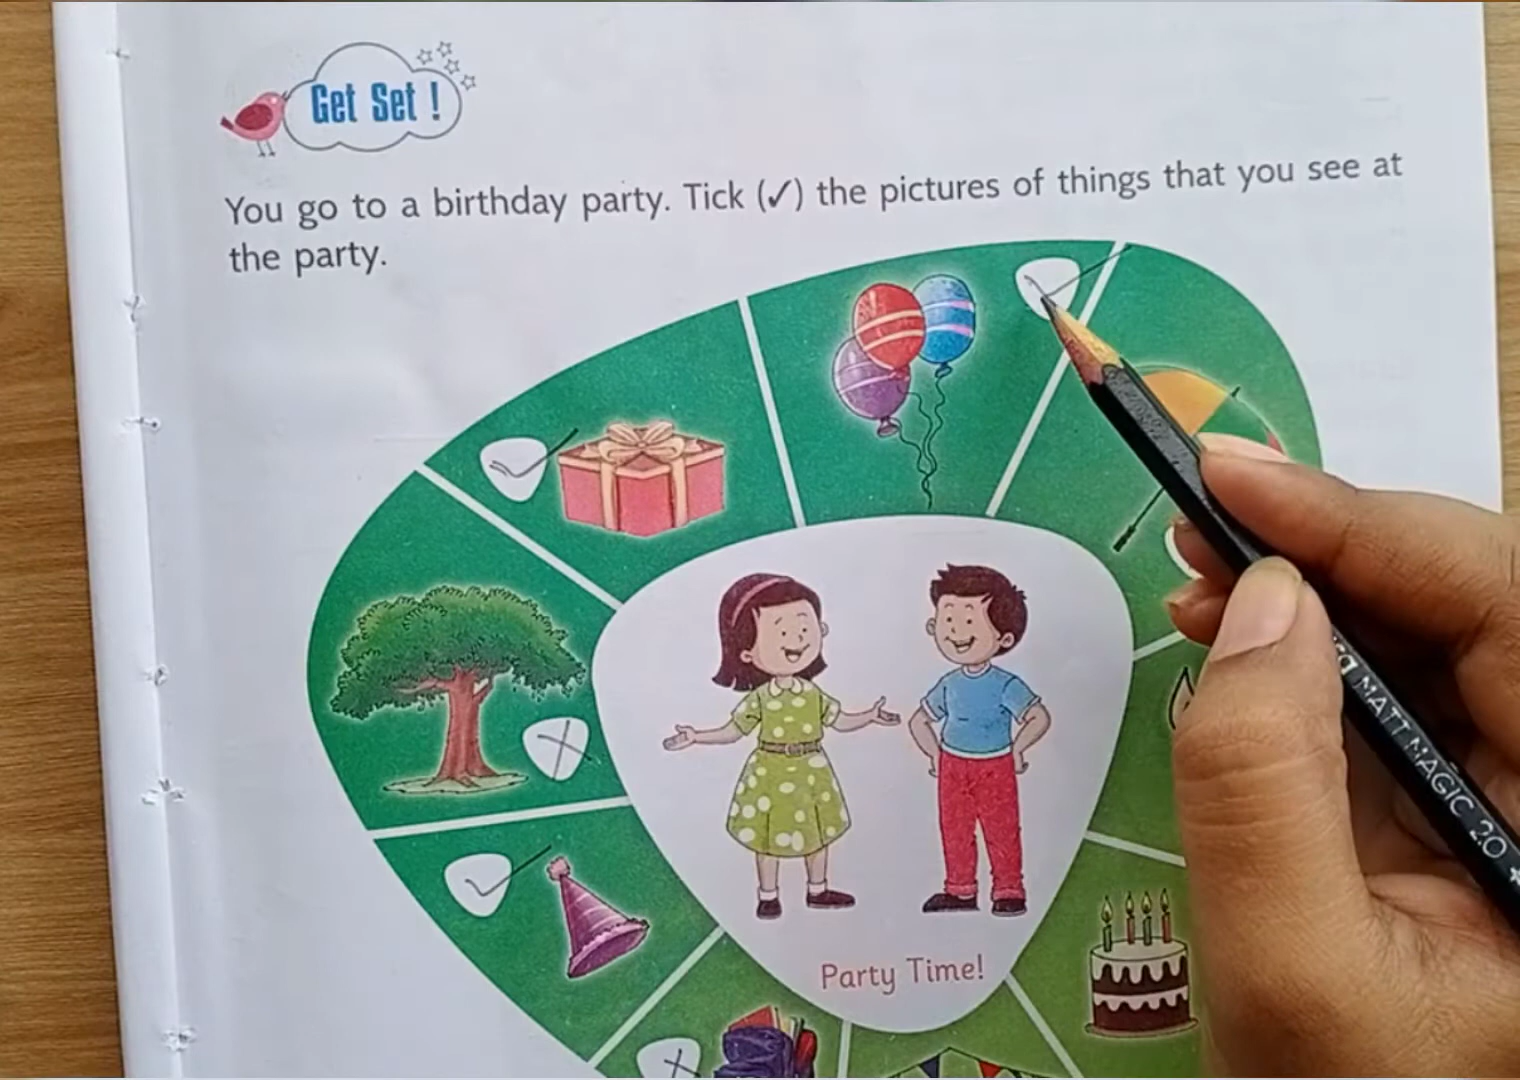 Get Set !
You go to a birthday party. Tick (✓) the pictures of things that you see at
the party.
Party Time!
MATT MAGIC 2.0